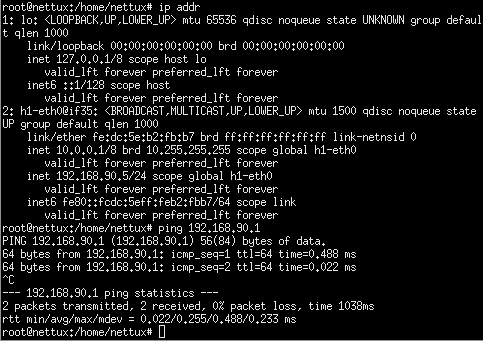 root@nettux:/home/nettux# ip addr
1: lo: <LOOPBACK,UP,LOWER_UP> mtu 65536 qdisc noqueue state UNKNOWN group defaul
t qlen 1000
    link/loopback 00:00:00:00:00:00 brd 00:00:00:00:00:00
    inet 127.0.0.1/8 scope host lo
       valid_lft forever preferred_lft forever
    inet6 ::1/128 scope host
       valid_lft forever preferred_lft forever
2: h1-eth0@if35: <BROADCAST,MULTICAST,UP,LOWER_UP> mtu 1500 qdisc noqueue state
UP group default qlen 1000
    link/ether fe:dc:5e:b2:fb:b7 brd ff:ff:ff:ff:ff:ff link-netnsid 0
    inet 10.0.0.1/8 brd 10.255.255.255 scope global h1-eth0
       valid_lft forever preferred_lft forever
    inet 192.168.90.5/24 scope global h1-eth0
       valid_lft forever preferred_lft forever
    inet6 fe80::fcdc:5eff:feb2:fbb7/64 scope link
       valid_lft forever preferred_lft forever
root@nettux:/home/nettux# ping 192.168.90.1
PING 192.168.90.1 (192.168.90.1) 56(84) bytes of data.
64 bytes from 192.168.90.1: icmp_seq=1 ttl=64 time=0.488 ms
64 bytes from 192.168.90.1: icmp_seq=2 ttl=64 time=0.022 ms
^C
--- 192.168.90.1 ping statistics ---
2 packets transmitted, 2 received, 0% packet loss, time 1038ms
rtt min/avg/max/mdev = 0.022/0.255/0.488/0.233 ms
root@nettux:/home/nettux#